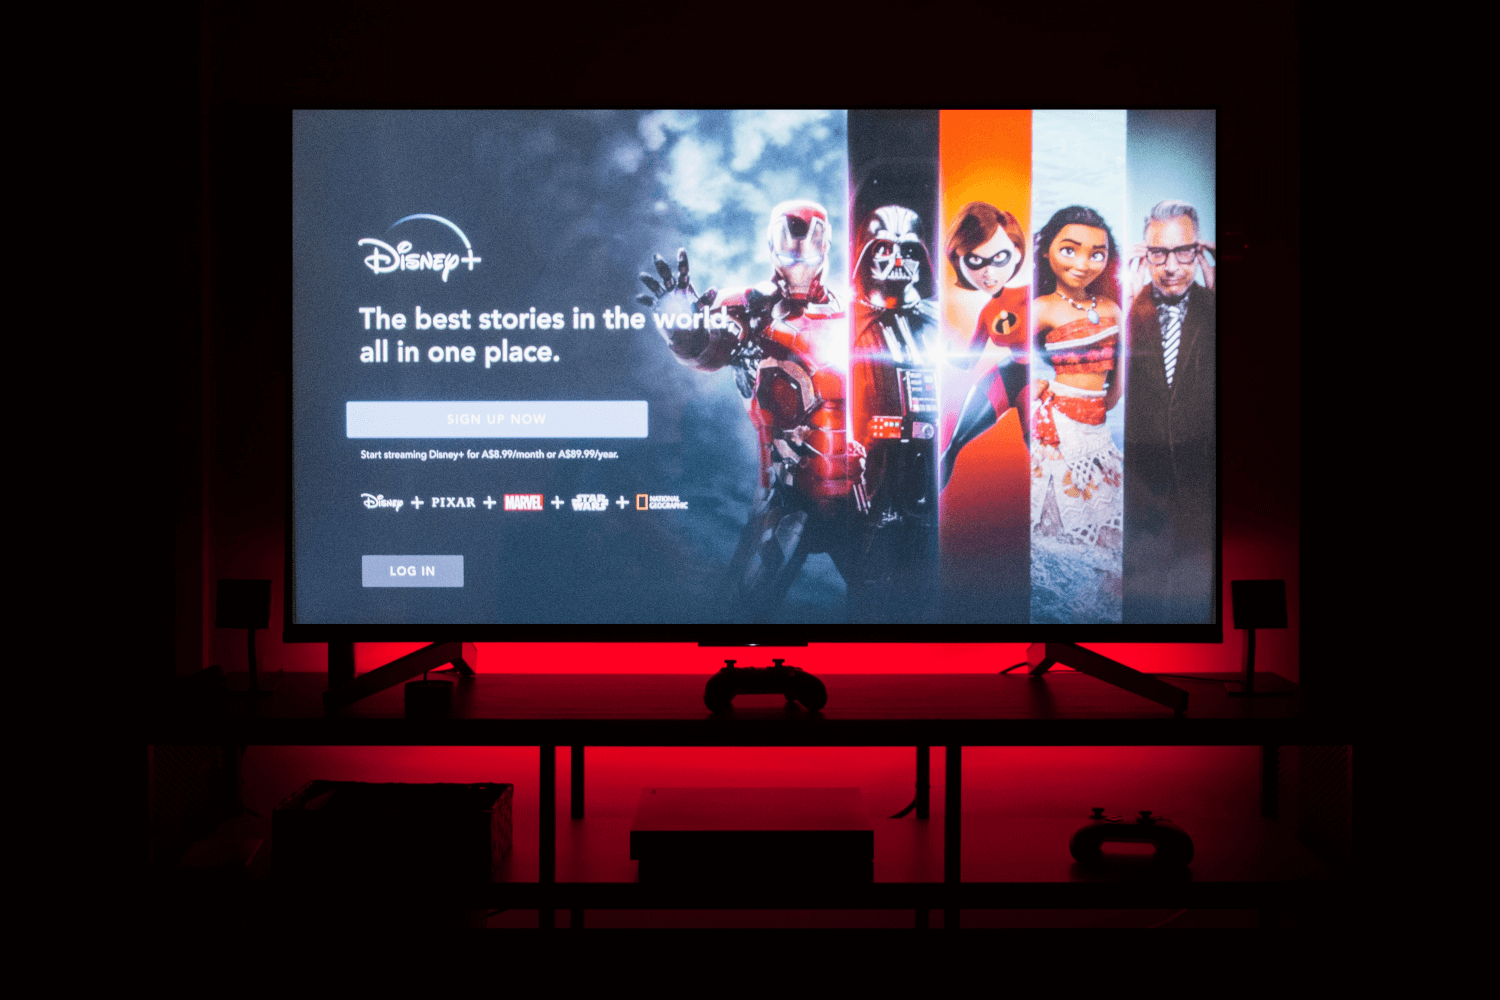 Disney+
The best stories in the world,
all in one place.
SIGN UP NOW
Start streaming Disney+ for A$8.99/month or A$89.99/year.
Disney + PIXAR + MARVEL + STAR WARS + NATIONAL GEOGRAPHIC
LOG IN